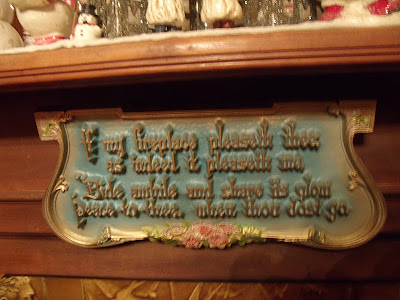 If my fireplace pleaseth thee
as indeed it pleaseth me
Bide awhile and share its glow
peace to thee when thou dost go